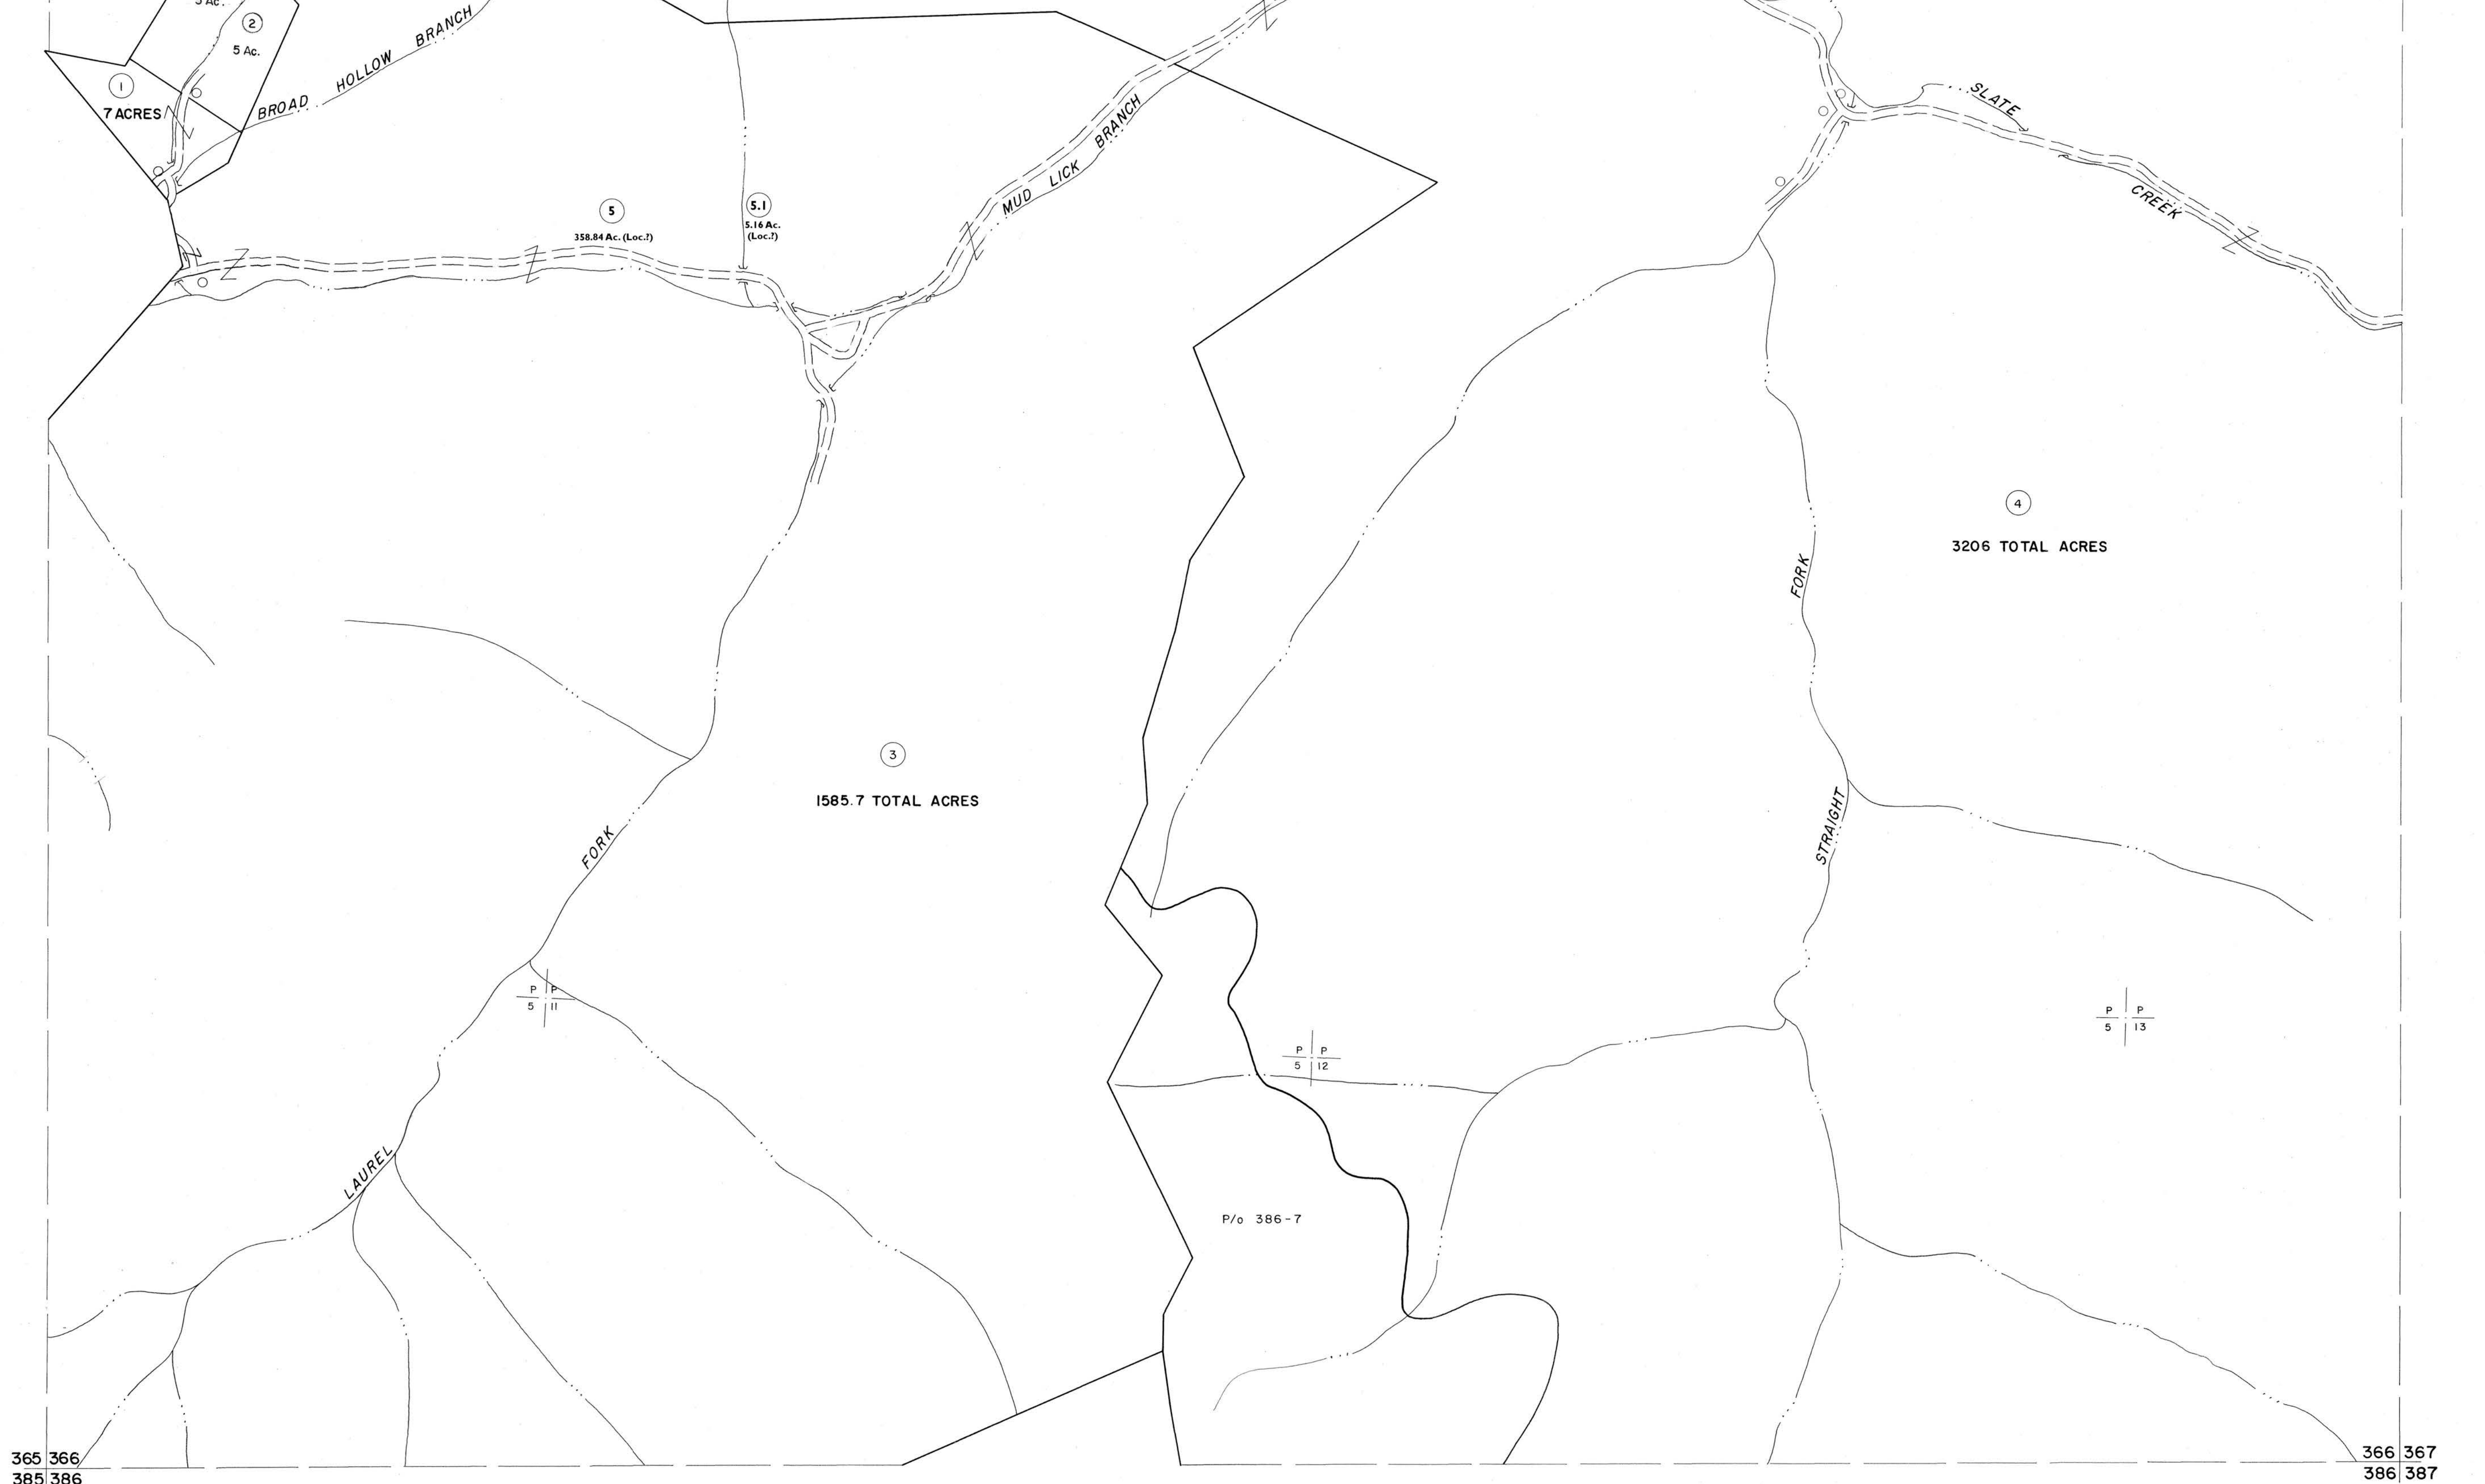 5 Ac.
2
5 Ac.
BROAD HOLLOW BRANCH
1
7 ACRES
SLATE CREEK
MUD LICK BRANCH
5
358.84 Ac. (Loc.?)
5.1
5.16 Ac.
(Loc.?)
4
3206 TOTAL ACRES
STRAIGHT FORK
3
1585.7 TOTAL ACRES
LAUREL FORK
P P
5 11
P P
5 12
P P
5 13
P/o 386-7
365 366
385 386
366 367
386 387